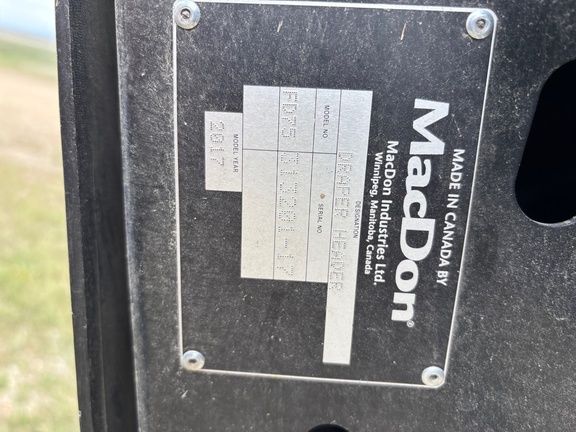 MADE IN CANADA BY
MacDon®
MacDon Industries Ltd.
Winnipeg, Manitoba, Canada
DESIGNATION
DRAPER HEADER
MODEL NO.
SERIAL NO
FD75
MODEL YEAR
2017